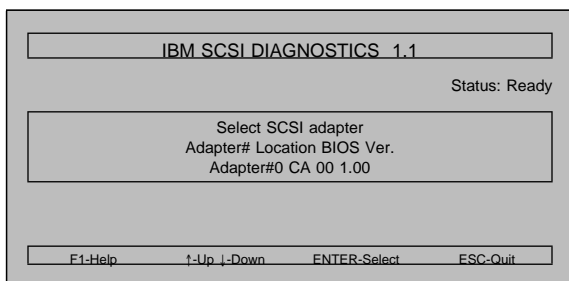 IBM SCSI DIAGNOSTICS 1.1
Status: Ready
Select SCSI adapter
Adapter# Location BIOS Ver.
Adapter#0 CA 00 1.00
F1-Help ↑-Up ↓-Down ENTER-Select ESC-Quit